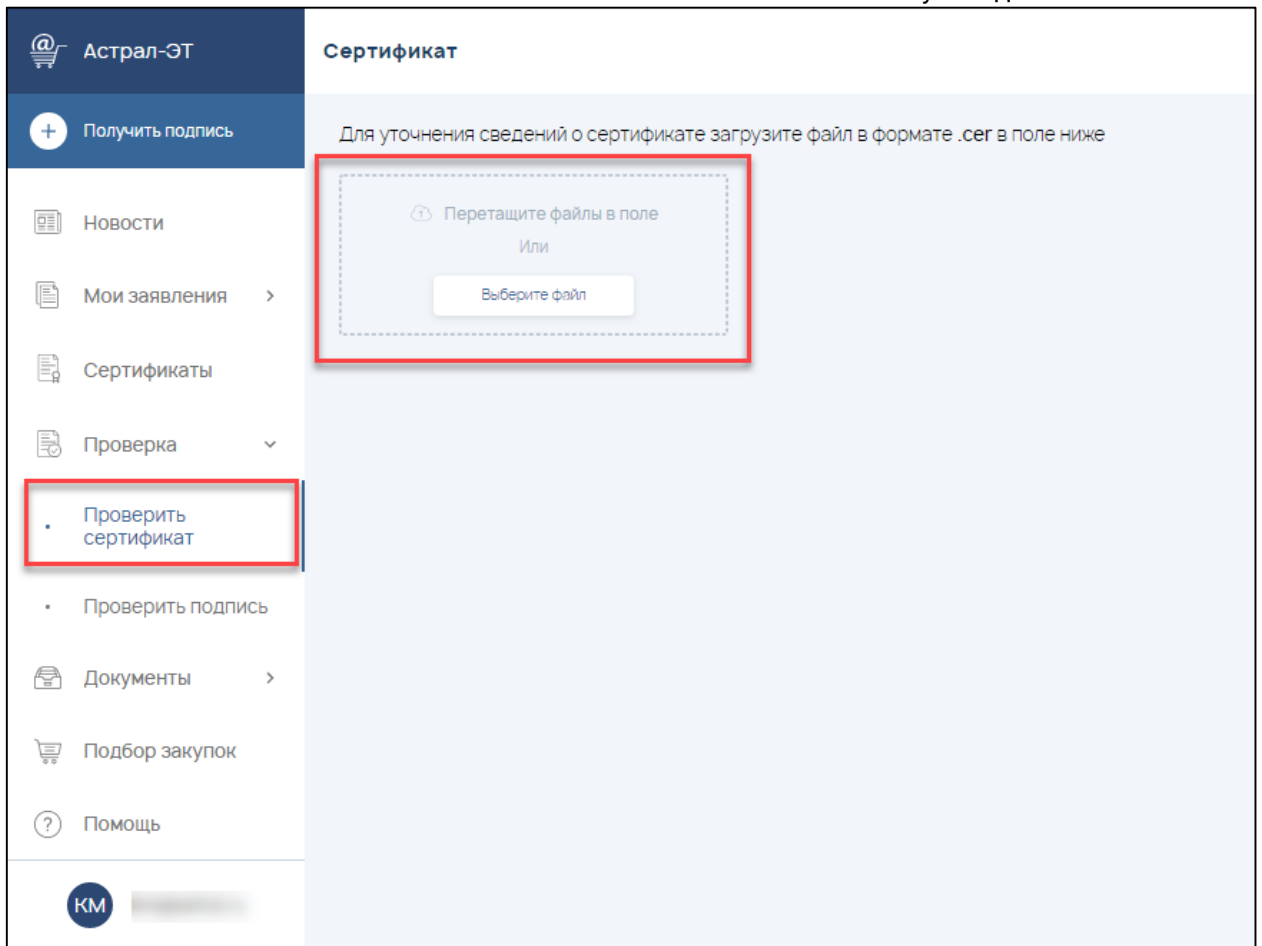 Астрал-ЭТ
Сертификат
Получить подпись
Для уточнения сведений о сертификате загрузите файл в формате .cer в поле ниже
Перетащите файлы в поле
Или
Выберите файл
Новости
Мои заявления
Сертификаты
Проверка
Проверить
сертификат
Проверить подпись
Документы
Подбор закупок
Помощь
КМ